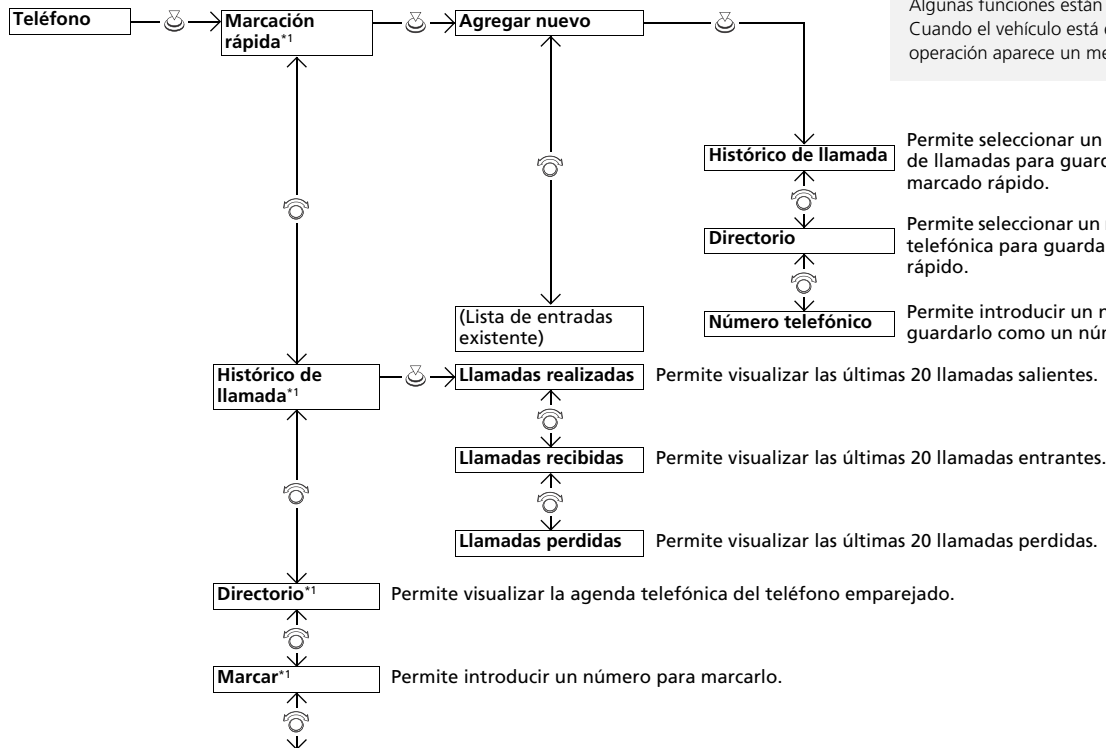 Teléfono
Marcación
rápida*1
Agregar nuevo
Algunas funciones están
Cuando el vehículo está
operación aparece un
Histórico de llamada
Permite seleccionar un
de llamadas para
marcado rápido.
Directorio
Permite seleccionar un
telefónica para
rápido.
Número telefónico
Permite introducir un
guardarlo como un
(Lista de entradas
existente)
Histórico de
llamada*1
Llamadas realizadas
Permite visualizar las últimas 20 llamadas salientes.
Llamadas recibidas
Permite visualizar las últimas 20 llamadas entrantes.
Llamadas perdidas
Permite visualizar las últimas 20 llamadas perdidas.
Directorio*1
Permite visualizar la agenda telefónica del teléfono emparejado.
Marcar*1
Permite introducir un número para marcarlo.